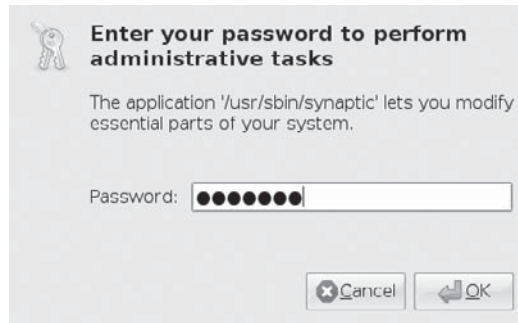 Enter your password to perform
administrative tasks
The application '/usr/sbin/synaptic' lets you modify
essential parts of your system.
Password: ●●●●●●●
Cancel
OK